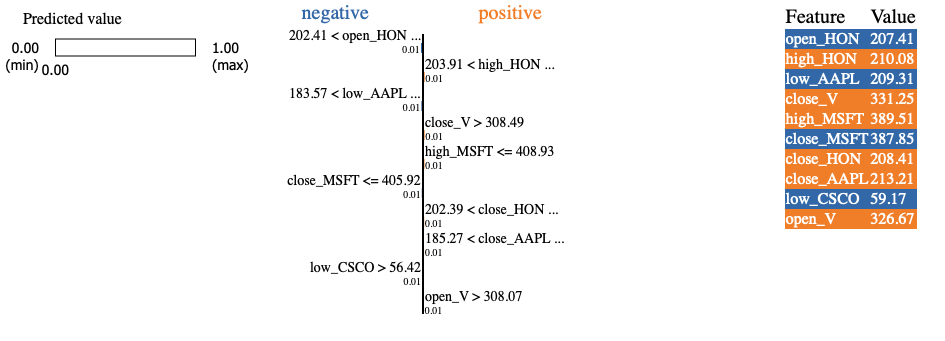 Predicted value
0.00
(min)
0.00
1.00
(max)
negative
positive
202.41 < open_HON ...
0.01
203.91 < high_HON ...
0.01
183.57 < low_AAPL ...
0.01
close_V > 308.49
0.01
high_MSFT <= 408.93
0.01
close_MSFT <= 405.92
0.01
202.39 < close_HON ...
0.01
185.27 < close_AAPL ...
0.01
low_CSCO > 56.42
0.01
open_V > 308.07
0.01
Feature Value
open_HON 207.41
high_HON 210.08
low_AAPL 209.31
close_V 331.25
high_MSFT 389.51
close_MSFT 387.85
close_HON 208.41
close_AAPL 213.21
low_CSCO 59.17
open_V 326.67